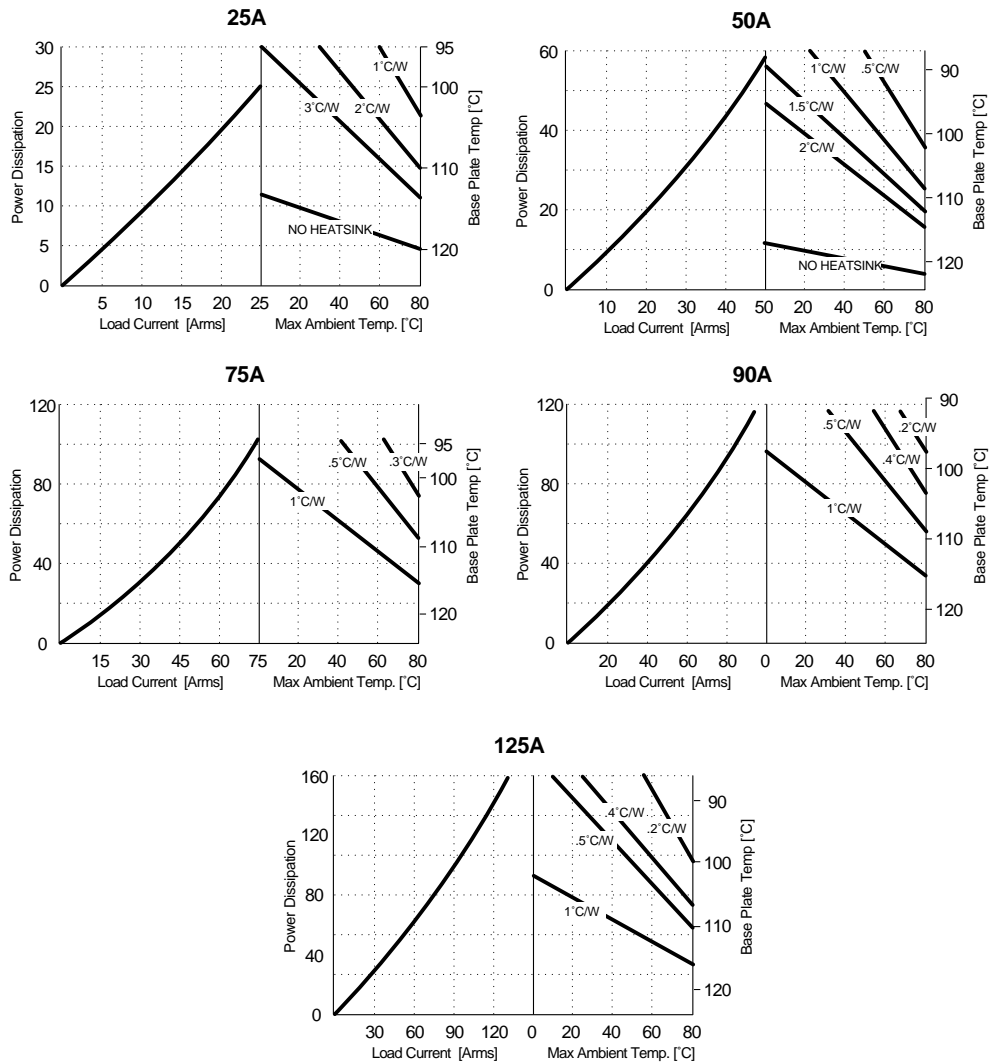 25A
30
25
20
15
10
5
0
Power Dissipation
5 10 15 20 25 20 40 60 80
Load Current [Arms] Max Ambient Temp. [˚C]
1˚C/W
2˚C/W
3˚C/W
NO HEATSINK
95
100
110
120
Base Plate Temp [˚C]
50A
60
40
20
0
Power Dissipation
10 20 30 40 50 20 40 60 80
Load Current [Arms] Max Ambient Temp. [˚C]
.5˚C/W
1˚C/W
1.5˚C/W
2˚C/W
NO HEATSINK
90
100
110
120
Base Plate Temp [˚C]
75A
120
80
40
0
Power Dissipation
15 30 45 60 75 20 40 60 80
Load Current [Arms] Max Ambient Temp. [˚C]
.3˚C/W
.5˚C/W
1˚C/W
95
100
110
120
Base Plate Temp [˚C]
90A
120
80
40
0
Power Dissipation
20 40 60 80 0 20 40 60 80
Load Current [Arms] Max Ambient Temp. [˚C]
.2˚C/W
.4˚C/W
.5˚C/W
1˚C/W
90
100
110
120
Base Plate Temp [˚C]
125A
160
120
80
40
0
Power Dissipation
30 60 90 120 0 20 40 60 80
Load Current [Arms] Max Ambient Temp. [˚C]
.2˚C/W
.4˚C/W
.5˚C/W
1˚C/W
90
100
110
120
Base Plate Temp [˚C]